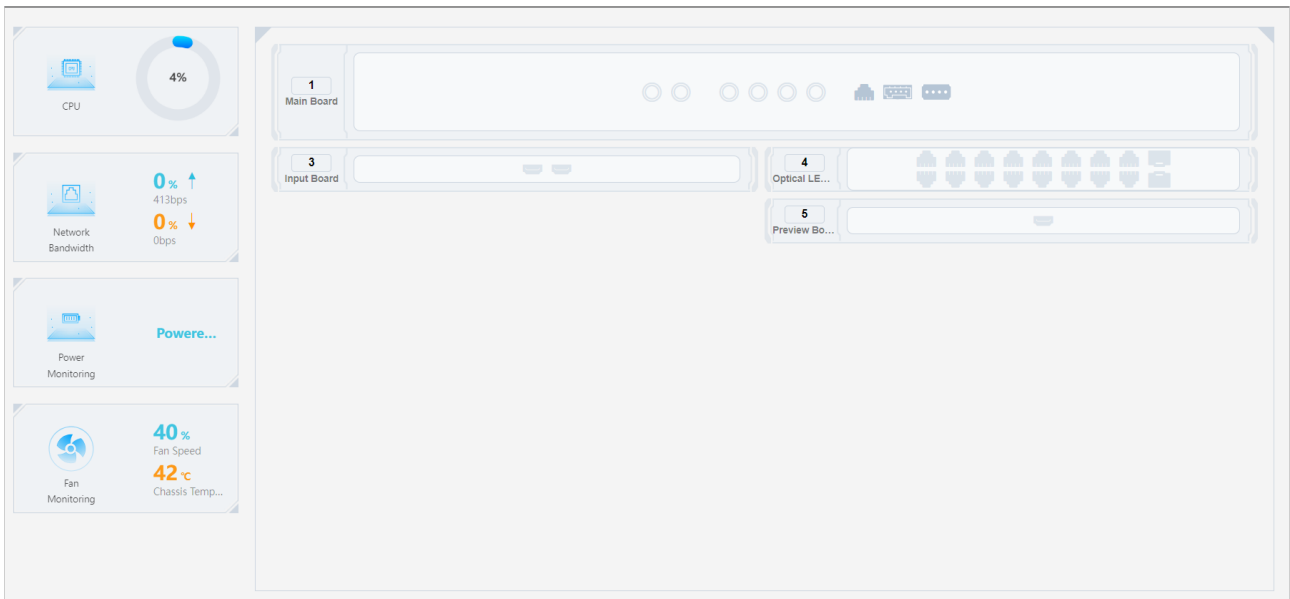 CPU
4%
Network
Bandwidth
0 %
413bps
0 %
0bps
Power
Monitoring
Powere...
Fan
Monitoring
40 %
Fan Speed
42 ℃
Chassis Temp...
1
Main Board
3
Input Board
4
Optical LE...
5
Preview Bo...